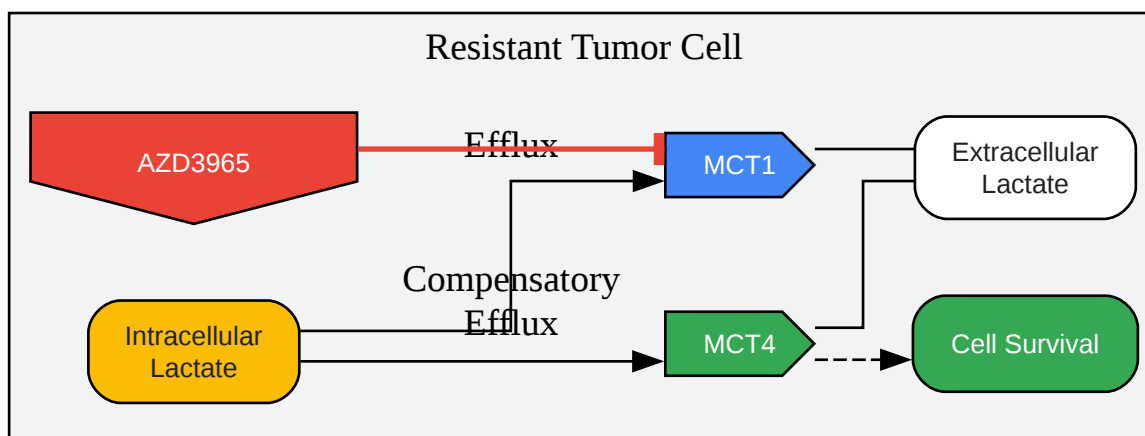 Resistant Tumor Cell
AZD3965
Efflux
MCT1
Extracellular
Lactate
Compensatory
Efflux
Intracellular
Lactate
MCT4
Cell Survival